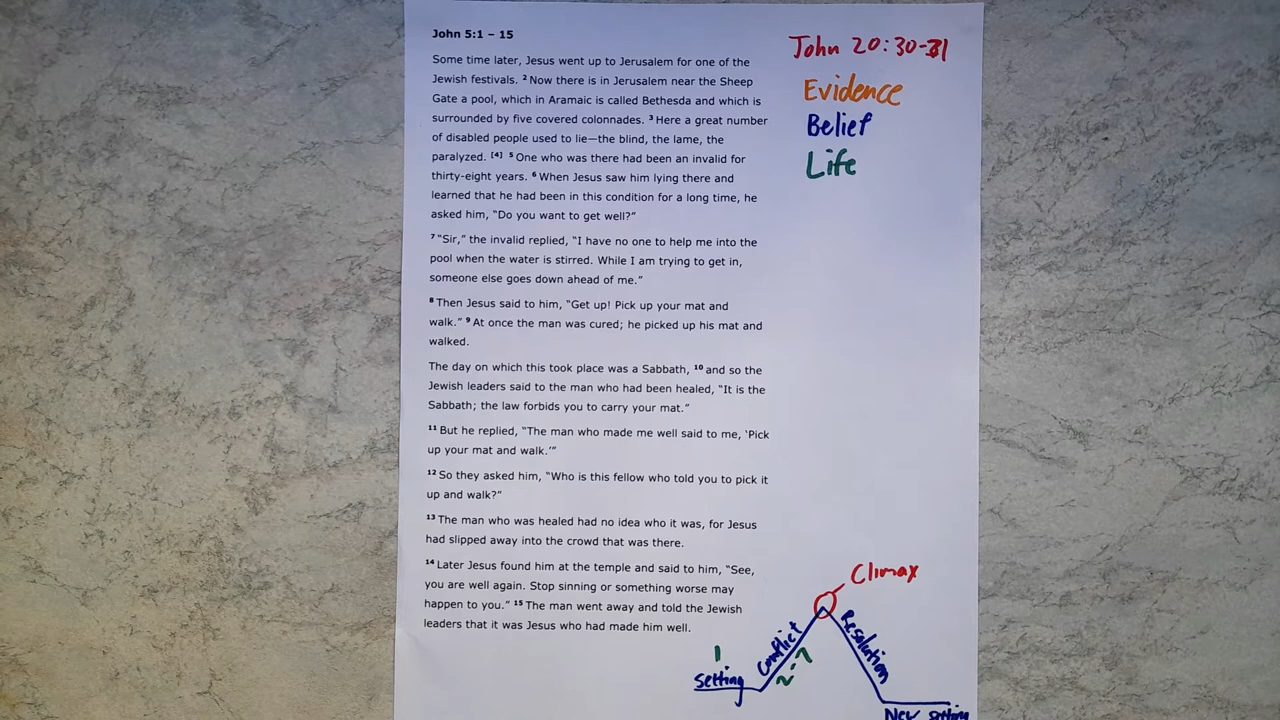 John 5:1 – 15
Some time later, Jesus went up to Jerusalem for one of the
Jewish festivals. 2 Now there is in Jerusalem near the Sheep
Gate a pool, which in Aramaic is called Bethesda and which is
surrounded by five covered colonnades. 3 Here a great number
of disabled people used to lie—the blind, the lame, the
paralyzed. [4] 5 One who was there had been an invalid for
thirty-eight years. 6 When Jesus saw him lying there and
learned that he had been in this condition for a long time, he
asked him, “Do you want to get well?”
7 “Sir,” the invalid replied, “I have no one to help me into the
pool when the water is stirred. While I am trying to get in,
someone else goes down ahead of me.”
8 Then Jesus said to him, “Get up! Pick up your mat and
walk.” 9 At once the man was cured; he picked up his mat and
walked.
The day on which this took place was a Sabbath, 10 and so the
Jewish leaders said to the man who had been healed, “It is the
Sabbath; the law forbids you to carry your mat.”
11 But he replied, “The man who made me well said to me, ‘Pick
up your mat and walk.’”
12 So they asked him, “Who is this fellow who told you to pick it
up and walk?”
13 The man who was healed had no idea who it was, for Jesus
had slipped away into the crowd that was there.
14 Later Jesus found him at the temple and said to him, “See,
you are well again. Stop sinning or something worse may
happen to you.” 15 The man went away and told the Jewish
leaders that it was Jesus who had made him well.
John 20:30-31
Evidence
Belief
Life
Climax
Conflict
Resolution
1
2-7
Setting
New setting